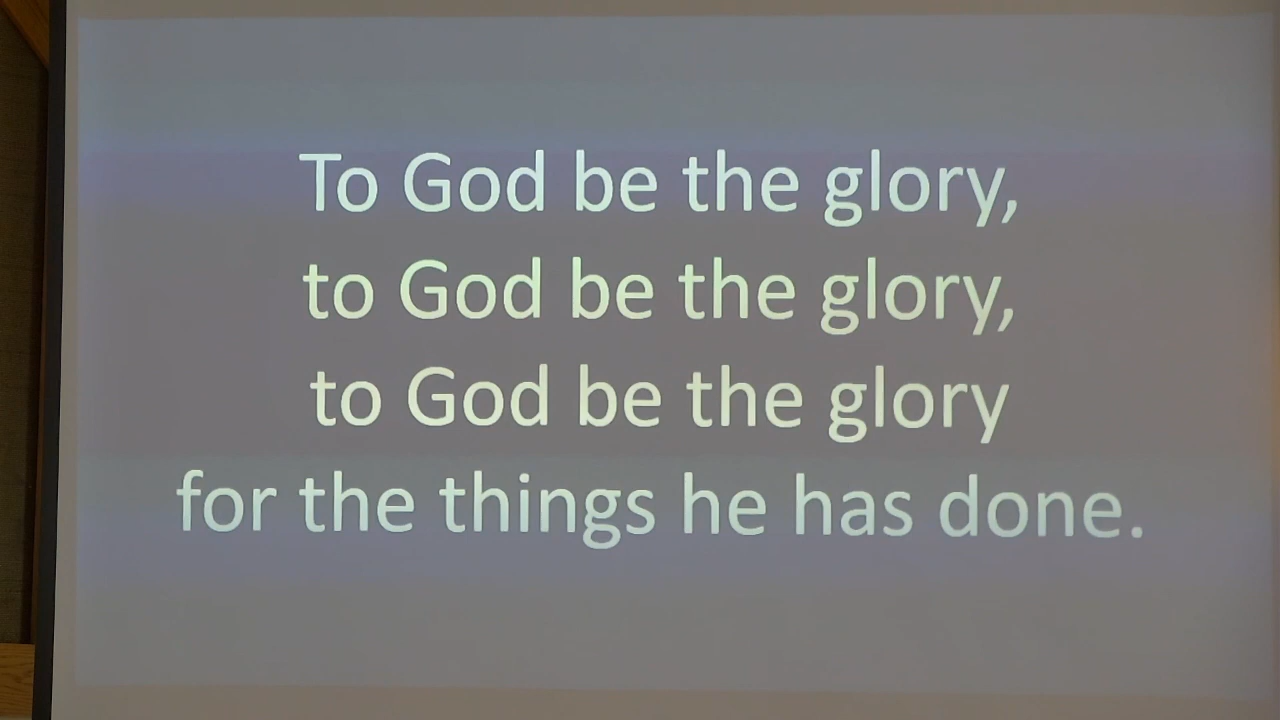 To God be the glory,
to God be the glory,
to God be the glory
for the things he has done.